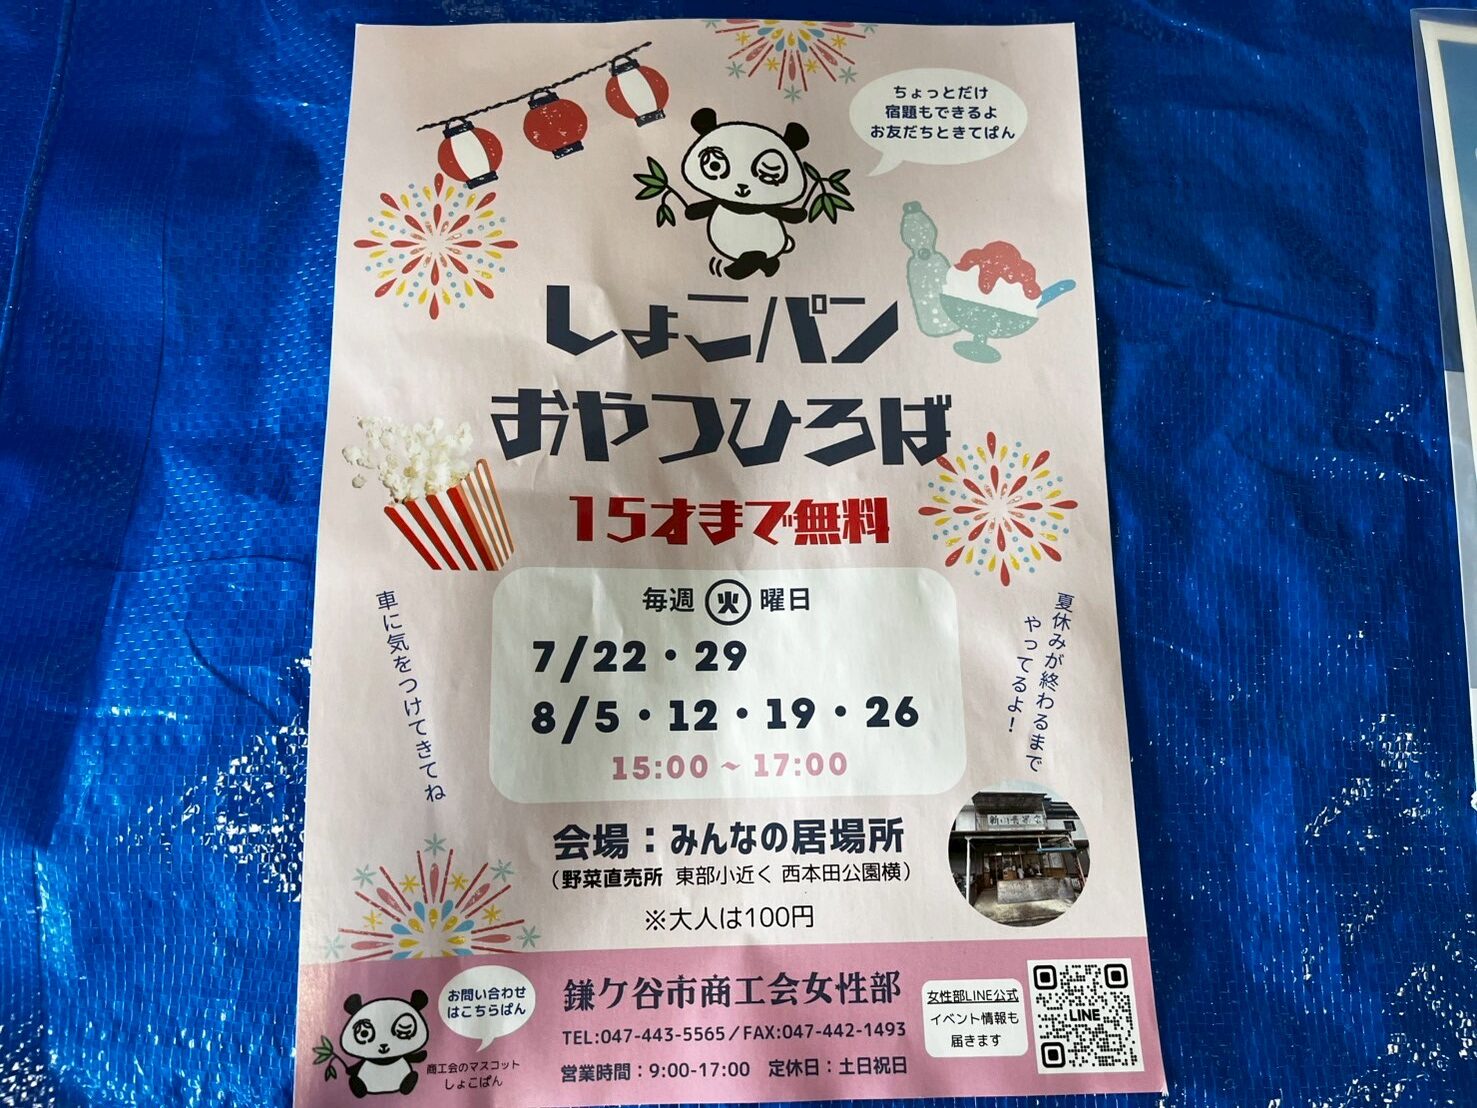 ちょっとだけ
宿題もできるよ
お友だちときてぱん
しょこパン
おやつひろば
15才まで無料
毎週㊋曜日
7/22・29
8/5・12・19・26
15:00～17:00
車に気をつけてきてね
夏休みが終わるまで
やってるよ！
会場：みんなの居場所
（野菜直売所 東部小近く 西本田公園横）
※大人は100円
お問い合わせ
はこちらぱん
商工会のマスコット
しょこぱん
鎌ケ谷市商工会女性部
TEL:047-443-5565／FAX:047-442-1493
営業時間：9:00-17:00 定休日：土日祝日
女性部LINE公式
イベント情報も
届きます
LINE